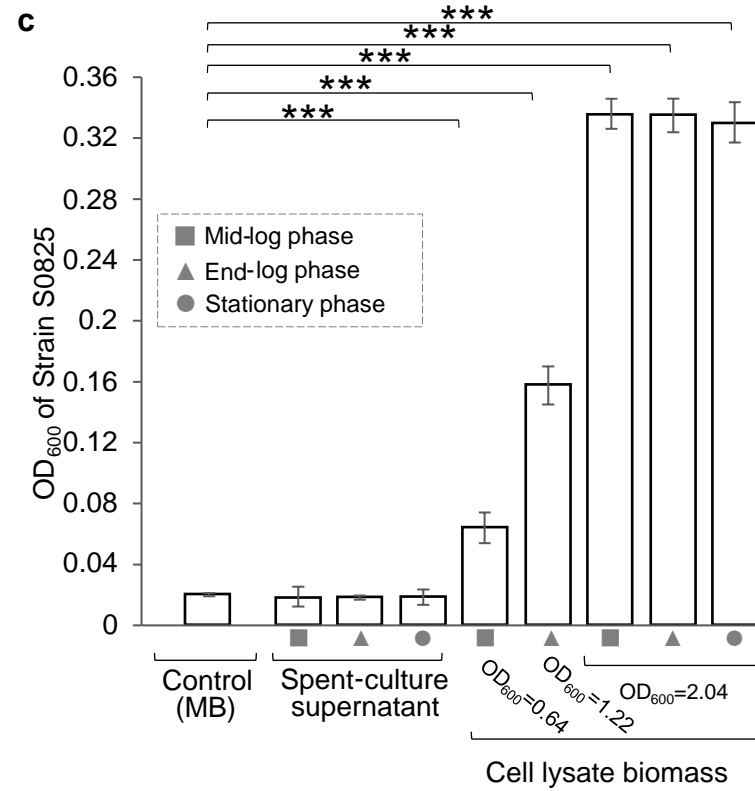 c
***
***
***
***
***
0.36
0.32
0.28
0.24
0.2
0.16
0.12
0.08
0.04
0
OD600 of Strain S0825
Mid-log phase
End-log phase
Stationary phase
Control
(MB)
Spent-culture
supernatant
OD600=0.64
OD600=1.22
OD600=2.04
Cell lysate biomass